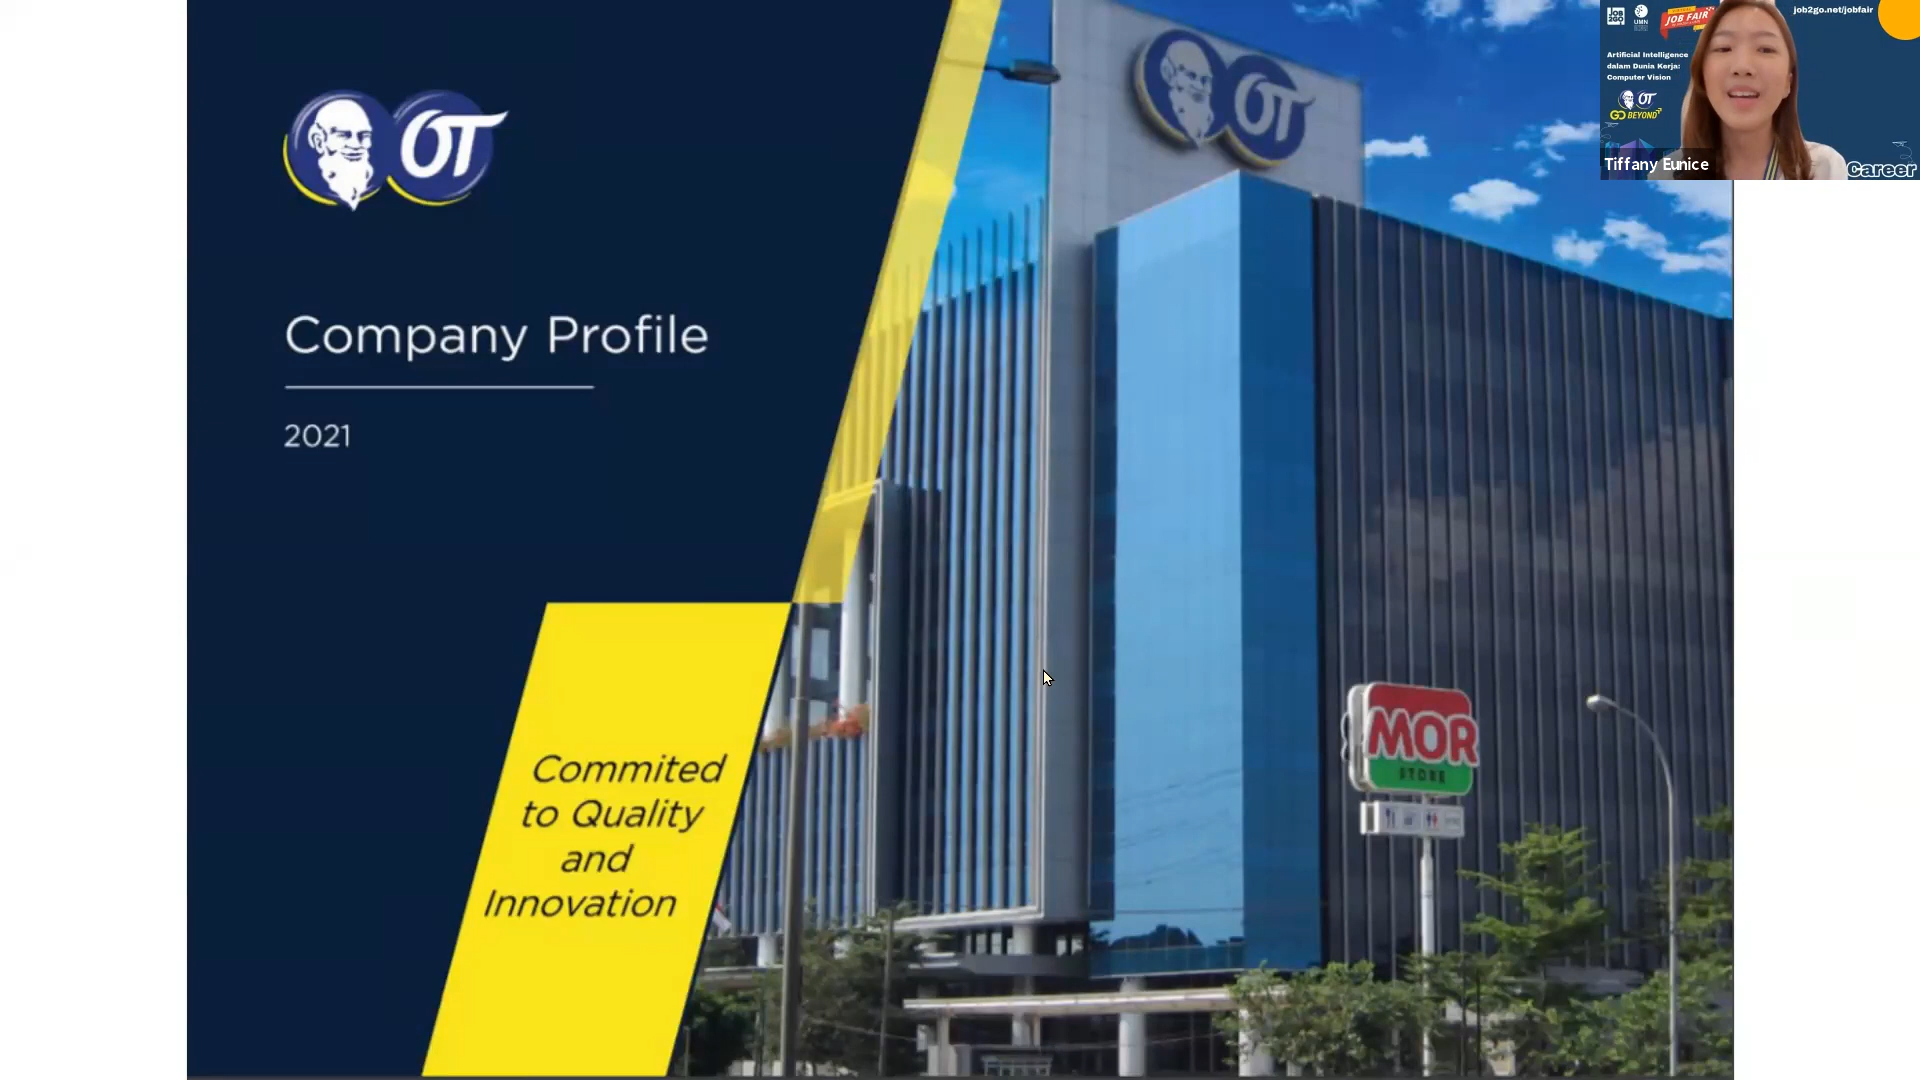 OT
Company Profile
2021
Commited
to Quality
and
Innovation
OT
MOR
STORE
JOB2GO
UMN
JOB FAIR
job2go.net/jobfair
Artificial Intelligence
dalam Dunia Kerja:
Computer Vision
OT
GO BEYOND
Tiffany Eunice
Career